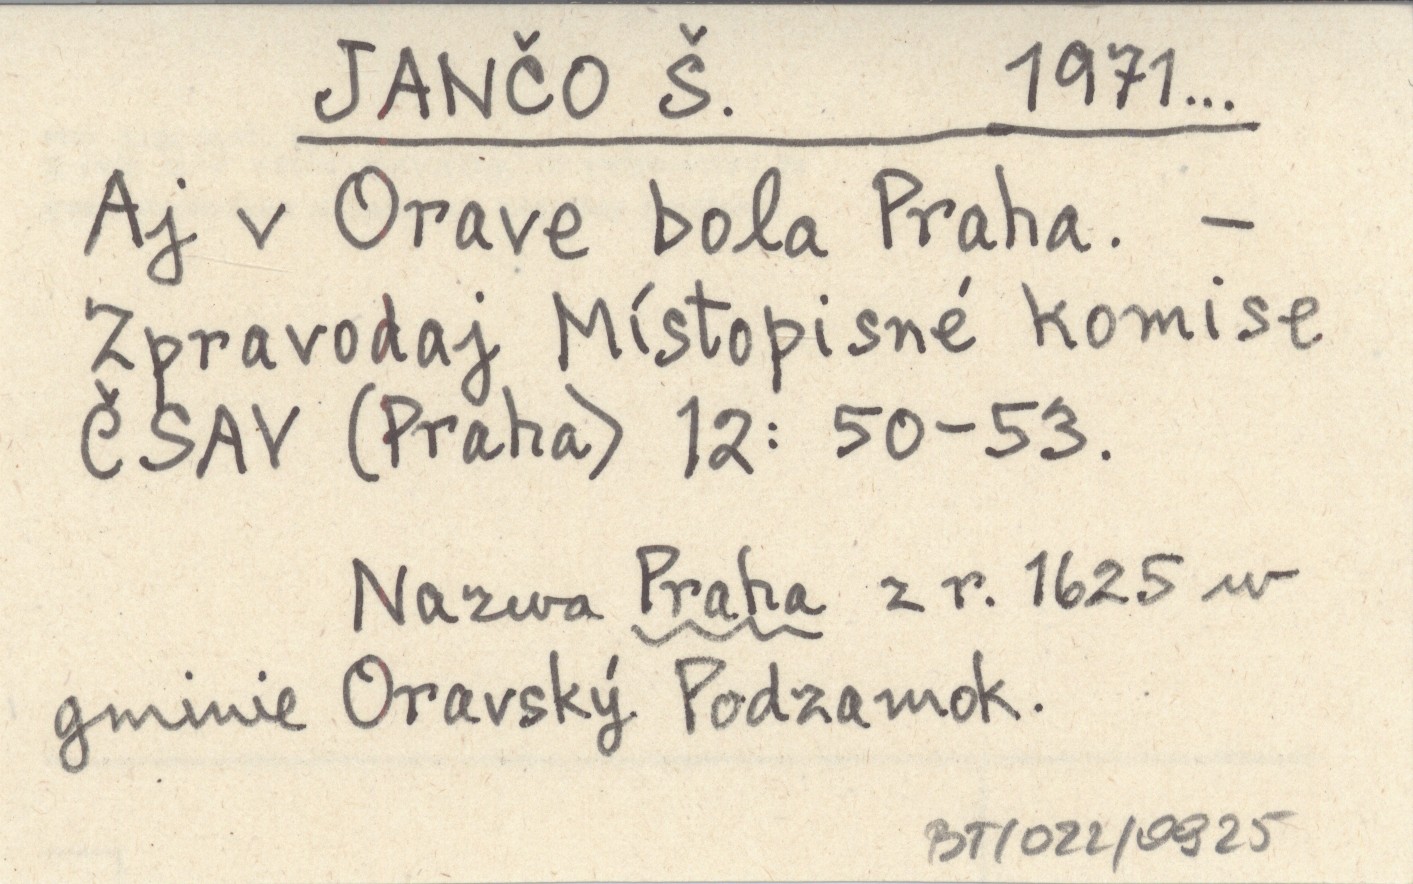 JANČO Š. 1971...
Aj v Orave bola Praha. –
Zpravodaj Místopisné komise
ČSAV (Praha) 12: 50-53.
Nazwa Praha z r. 1625 w
gminie Oravský Podzamok.
BT/022/0925